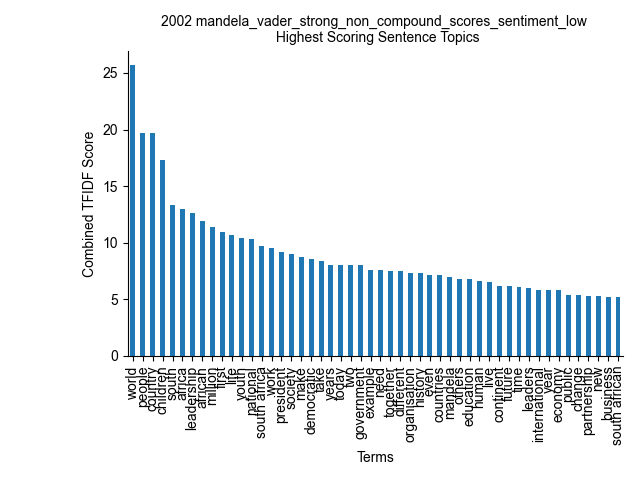 2002 mandela_vader_strong_non_compound_scores_sentiment_low
Highest Scoring Sentence Topics
Combined TFIDF Score
25
20
15
10
5
0
world
people
country
children
south
africa
leadership
african
million
first
life
youth
national
south africa
work
president
society
make
democratic
take
years
today
two
government
example
need
together
different
organisation
history
even
countries
mandela
others
education
human
live
continent
future
time
leaders
international
year
economy
public
change
partnership
new
business
south african
Terms